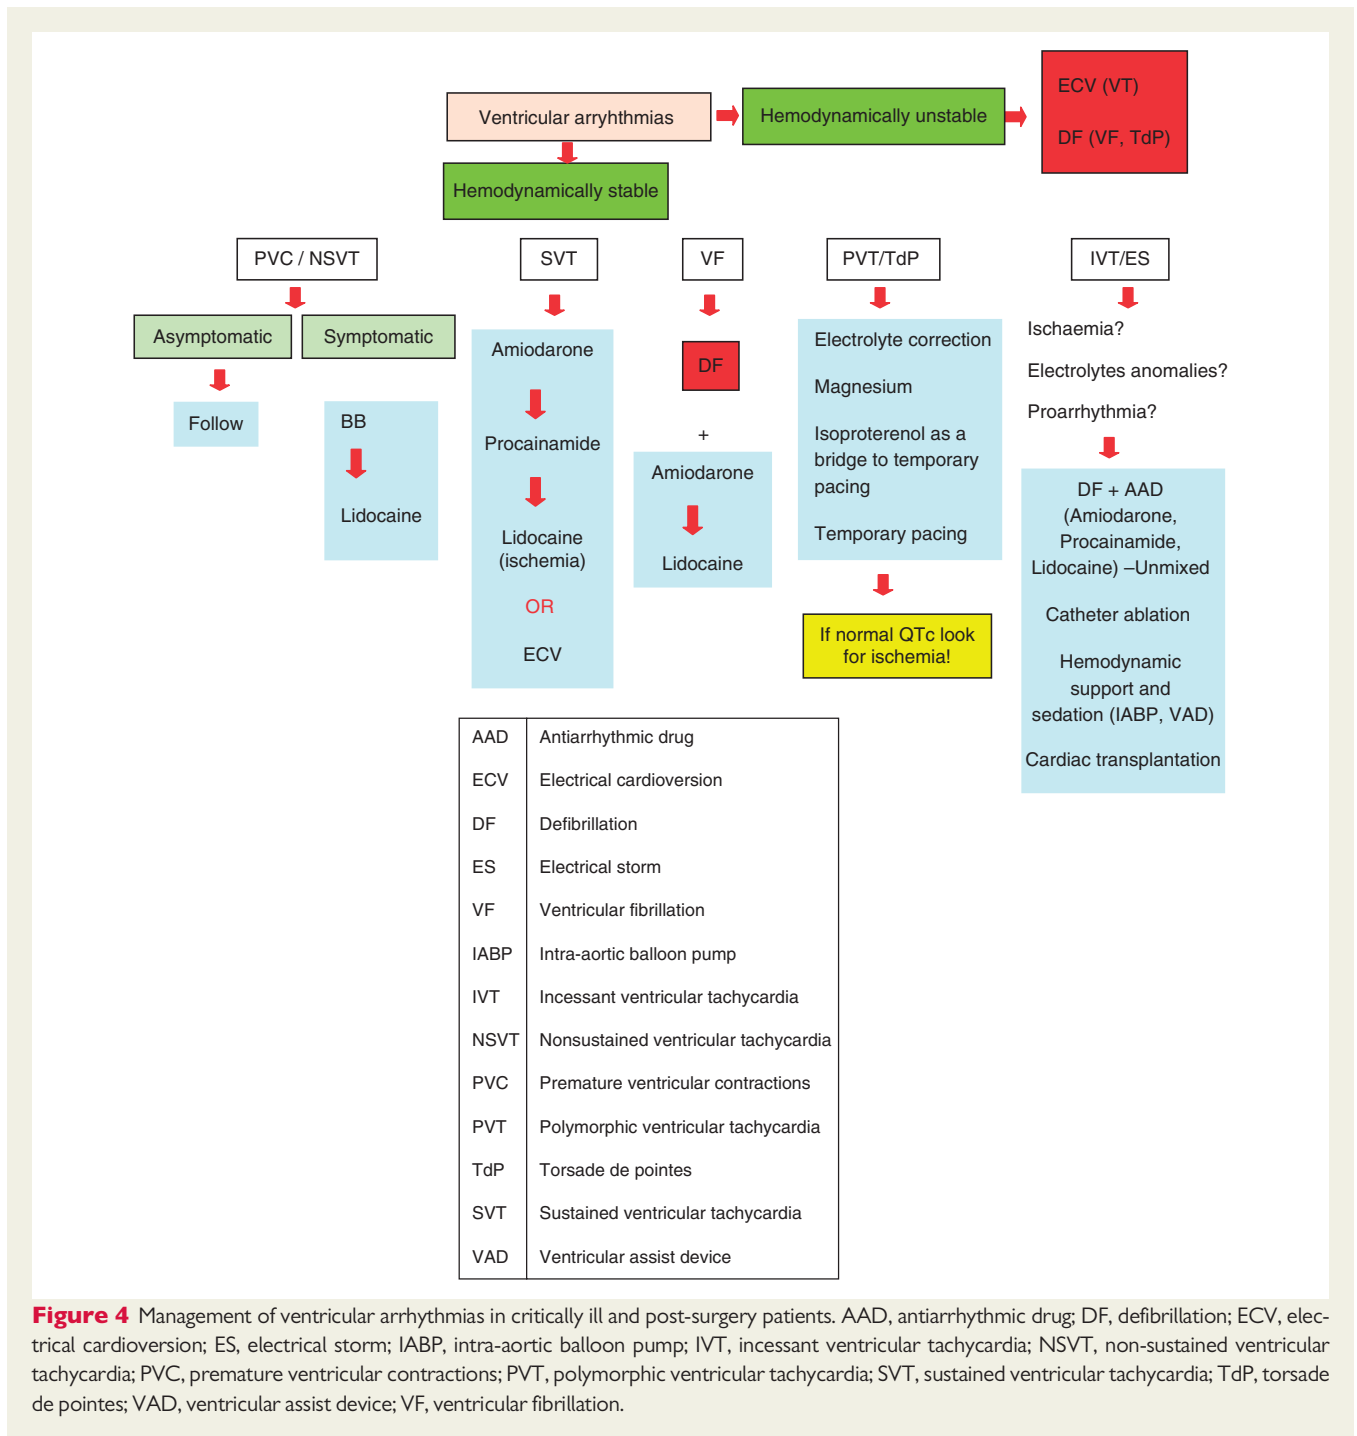 Ventricular arryhthmias
Hemodynamically unstable
ECV (VT)
DF (VF, TdP)
Hemodynamically stable
PVC / NSVT
Asymptomatic
Follow
Symptomatic
BB
Lidocaine
SVT
Amiodarone
Procainamide
Lidocaine
(ischemia)
OR
ECV
VF
DF
+
Amiodarone
Lidocaine
PVT/TdP
Electrolyte correction
Magnesium
Isoproterenol as a
bridge to temporary
pacing
Temporary pacing
If normal QTc look
for ischemia!
IVT/ES
Ischaemia?
Electrolytes anomalies?
Proarrhythmia?
DF + AAD
(Amiodarone,
Procainamide,
Lidocaine) –Unmixed
Catheter ablation
Hemodynamic
support and
sedation (IABP, VAD)
Cardiac transplantation
AAD Antiarrhythmic drug
ECV Electrical cardioversion
DF Defibrillation
ES Electrical storm
VF Ventricular fibrillation
IABP Intra-aortic balloon pump
IVT Incessant ventricular tachycardia
NSVT Nonsustained ventricular tachycardia
PVC Premature ventricular contractions
PVT Polymorphic ventricular tachycardia
TdP Torsade de pointes
SVT Sustained ventricular tachycardia
VAD Ventricular assist device
Figure 4 Management of ventricular arrhythmias in critically ill and post-surgery patients. AAD, antiarrhythmic drug; DF, defibrillation; ECV, elec-
trical cardioversion; ES, electrical storm; IABP, intra-aortic balloon pump; IVT, incessant ventricular tachycardia; NSVT, non-sustained ventricular
tachycardia; PVC, premature ventricular contractions; PVT, polymorphic ventricular tachycardia; SVT, sustained ventricular tachycardia; TdP, torsade
de pointes; VAD, ventricular assist device; VF, ventricular fibrillation.